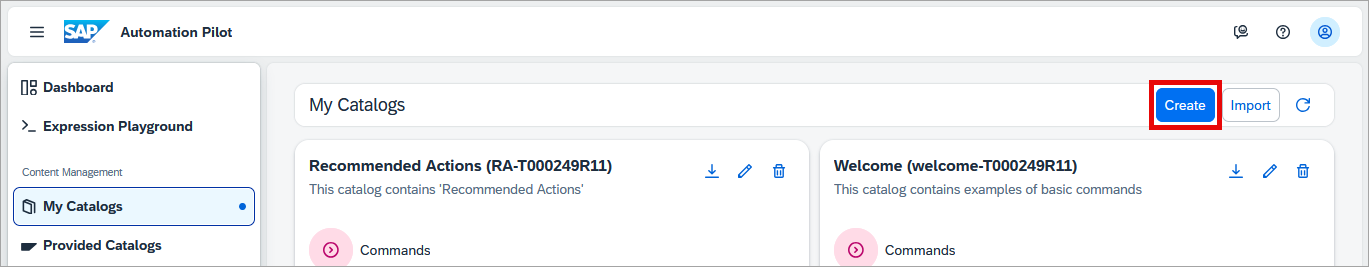 SAP Automation Pilot
Dashboard
Expression Playground
Content Management
My Catalogs
Provided Catalogs
My Catalogs
Create
Import
Recommended Actions (RA-T000249R11)
This catalog contains 'Recommended Actions'
Commands
Welcome (welcome-T000249R11)
This catalog contains examples of basic commands
Commands